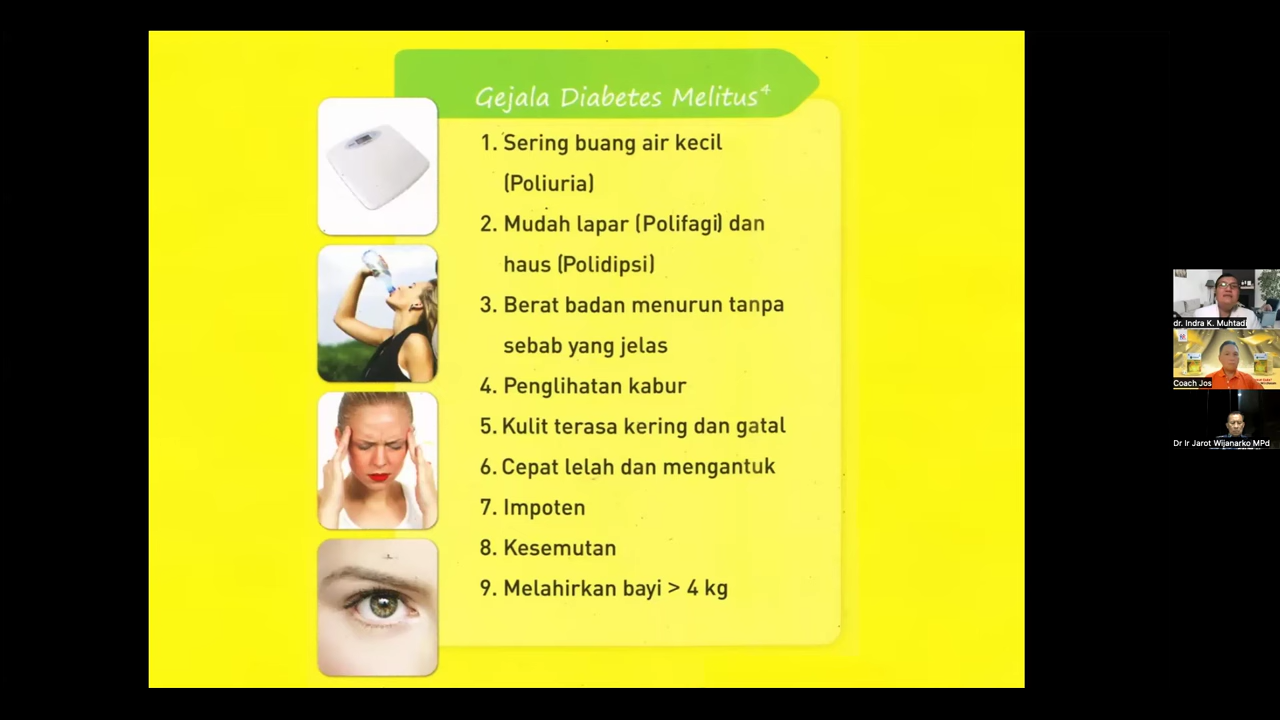 Gejala Diabetes Melitus⁴
1. Sering buang air kecil
(Poliuria)
2. Mudah lapar (Polifagi) dan
haus (Polidipsi)
3. Berat badan menurun tanpa
sebab yang jelas
4. Penglihatan kabur
5. Kulit terasa kering dan gatal
6. Cepat lelah dan mengantuk
7. Impoten
8. Kesemutan
9. Melahirkan bayi > 4 kg
dr. Indra K. Muhtadi
Coach Jos
Dr Ir Jarot Wijanarko MPd